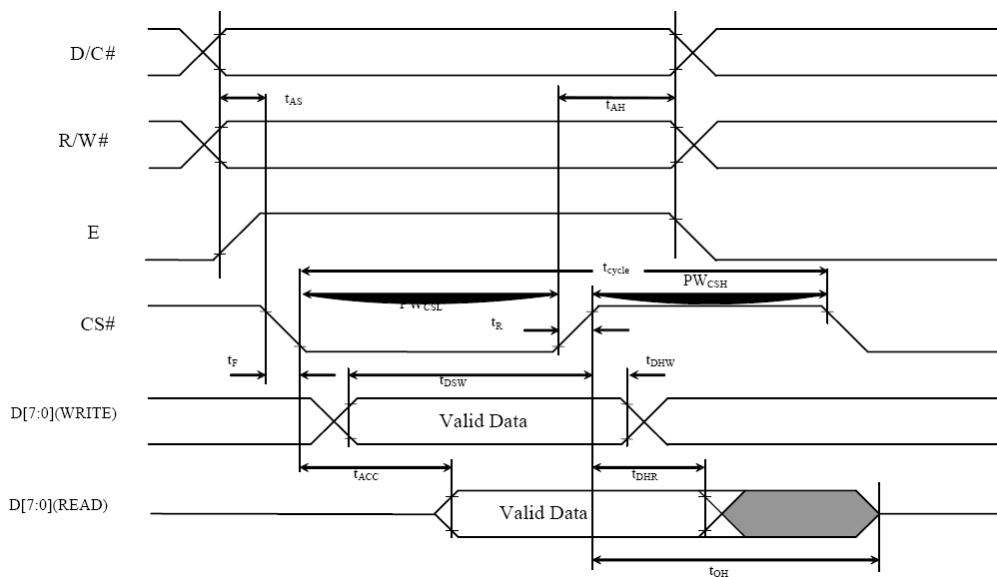 D/C#
tAS
tAH
R/W#
E
tcycle
PWCSL
PWCSH
CS#
tR
tF
tDSW
tDHW
D[7:0](WRITE)
Valid Data
tACC
tDHR
D[7:0](READ)
Valid Data
tOH